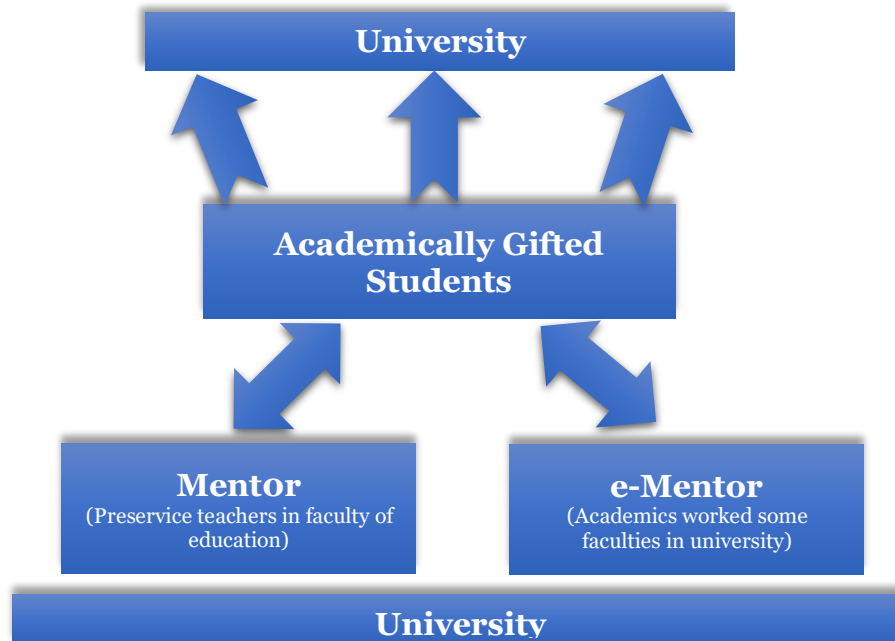 University
Academically Gifted
Students
Mentor
(Preservice teachers in faculty of
education)
e-Mentor
(Academics worked some
faculties in university)
University